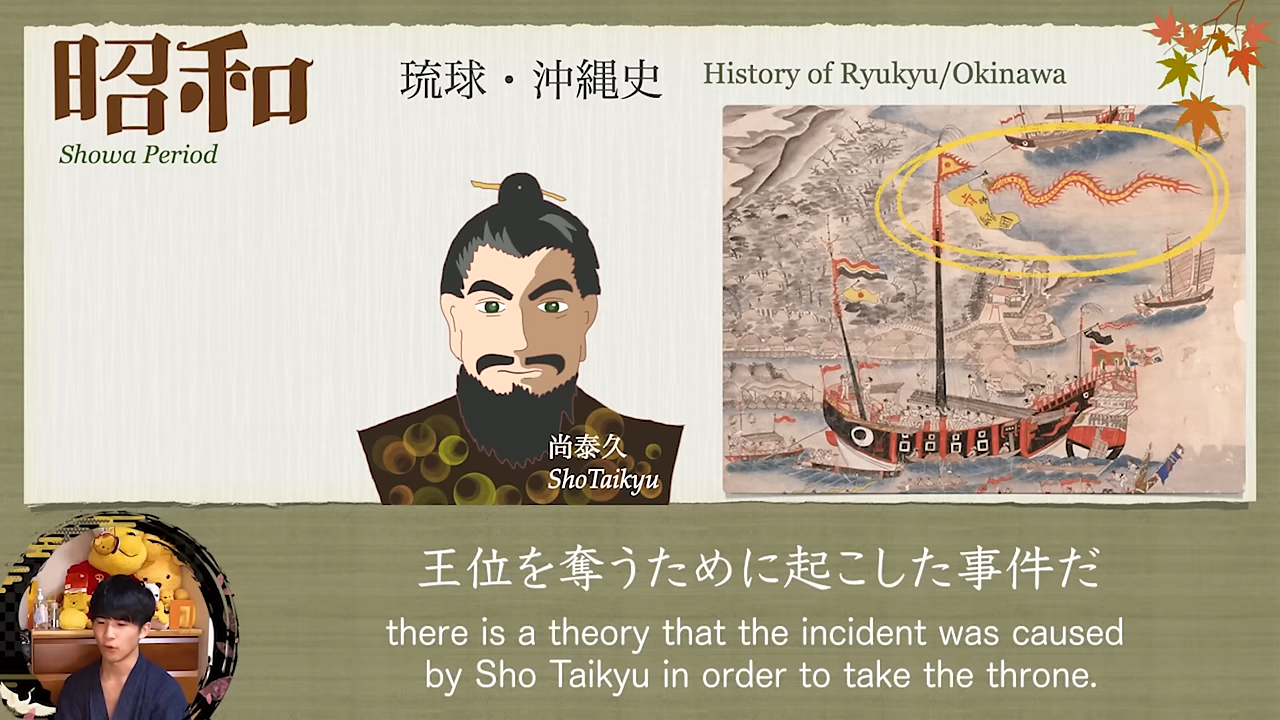 昭和
Showa Period
琉球・沖縄史
History of Ryukyu/Okinawa
尚泰久
ShoTaikyu
王位を奪うために起こした事件だ
there is a theory that the incident was caused
by Sho Taikyu in order to take the throne.